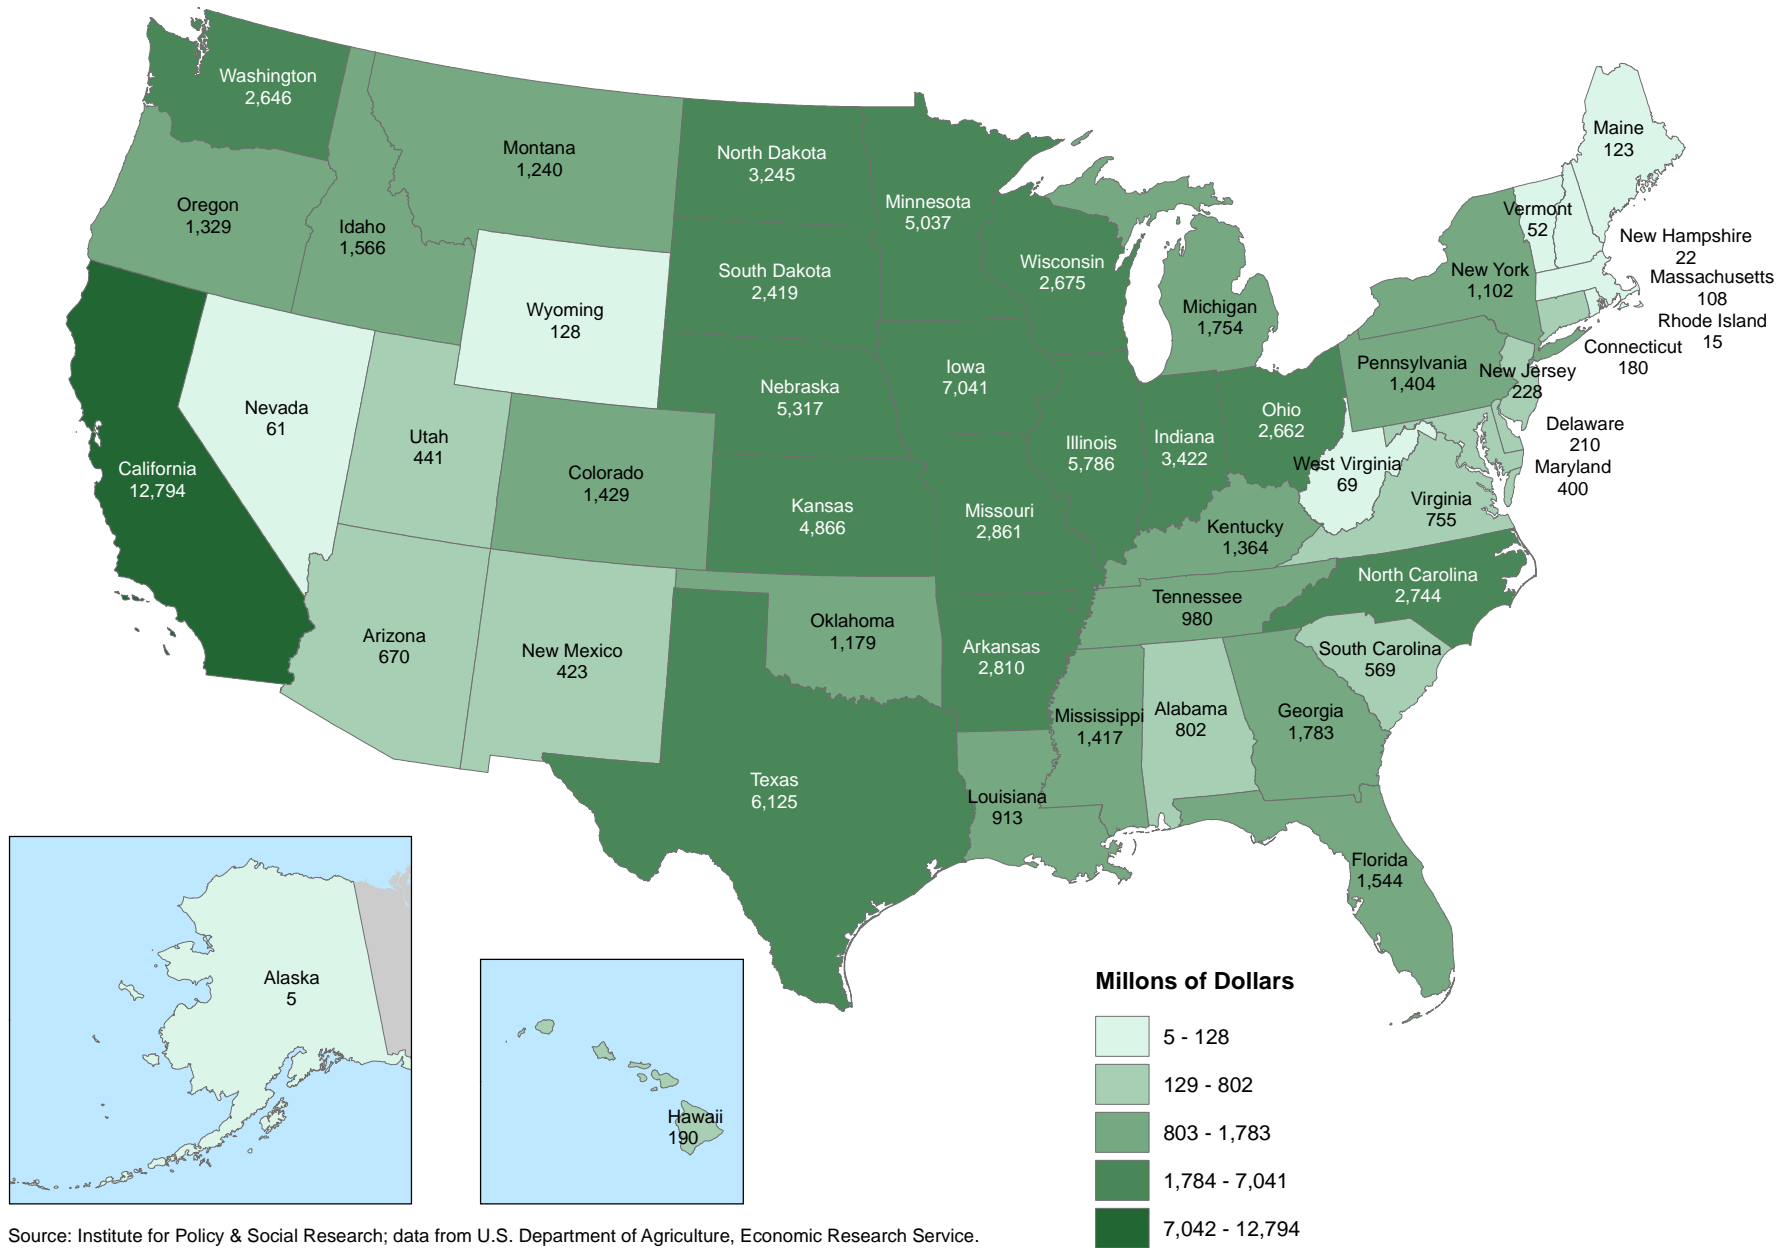 Washington
2,646
Montana
1,240
North Dakota
3,245
Minnesota
5,037
Maine
123
Oregon
1,329
Idaho
1,566
Vermont
52
New Hampshire
22
Wyoming
128
South Dakota
2,419
Wisconsin
2,675
Michigan
1,754
New York
1,102
Massachusetts
108
Rhode Island
15
Connecticut
180
Nevada
61
Utah
441
Colorado
1,429
Nebraska
5,317
Iowa
7,041
Illinois
5,786
Indiana
3,422
Ohio
2,662
Pennsylvania
1,404
New Jersey
228
Delaware
210
Maryland
400
West Virginia
69
Virginia
755
California
12,794
Kansas
4,866
Missouri
2,861
Kentucky
1,364
North Carolina
2,744
Tennessee
980
Arizona
670
New Mexico
423
Oklahoma
1,179
Arkansas
2,810
South Carolina
569
Mississippi
1,417
Alabama
802
Georgia
1,783
Texas
6,125
Louisiana
913
Florida
1,544
Alaska
5
Hawaii
190
Millons of Dollars
5 - 128
129 - 802
803 - 1,783
1,784 - 7,041
7,042 - 12,794
Source: Institute for Policy & Social Research; data from U.S. Department of Agriculture, Economic Research Service.